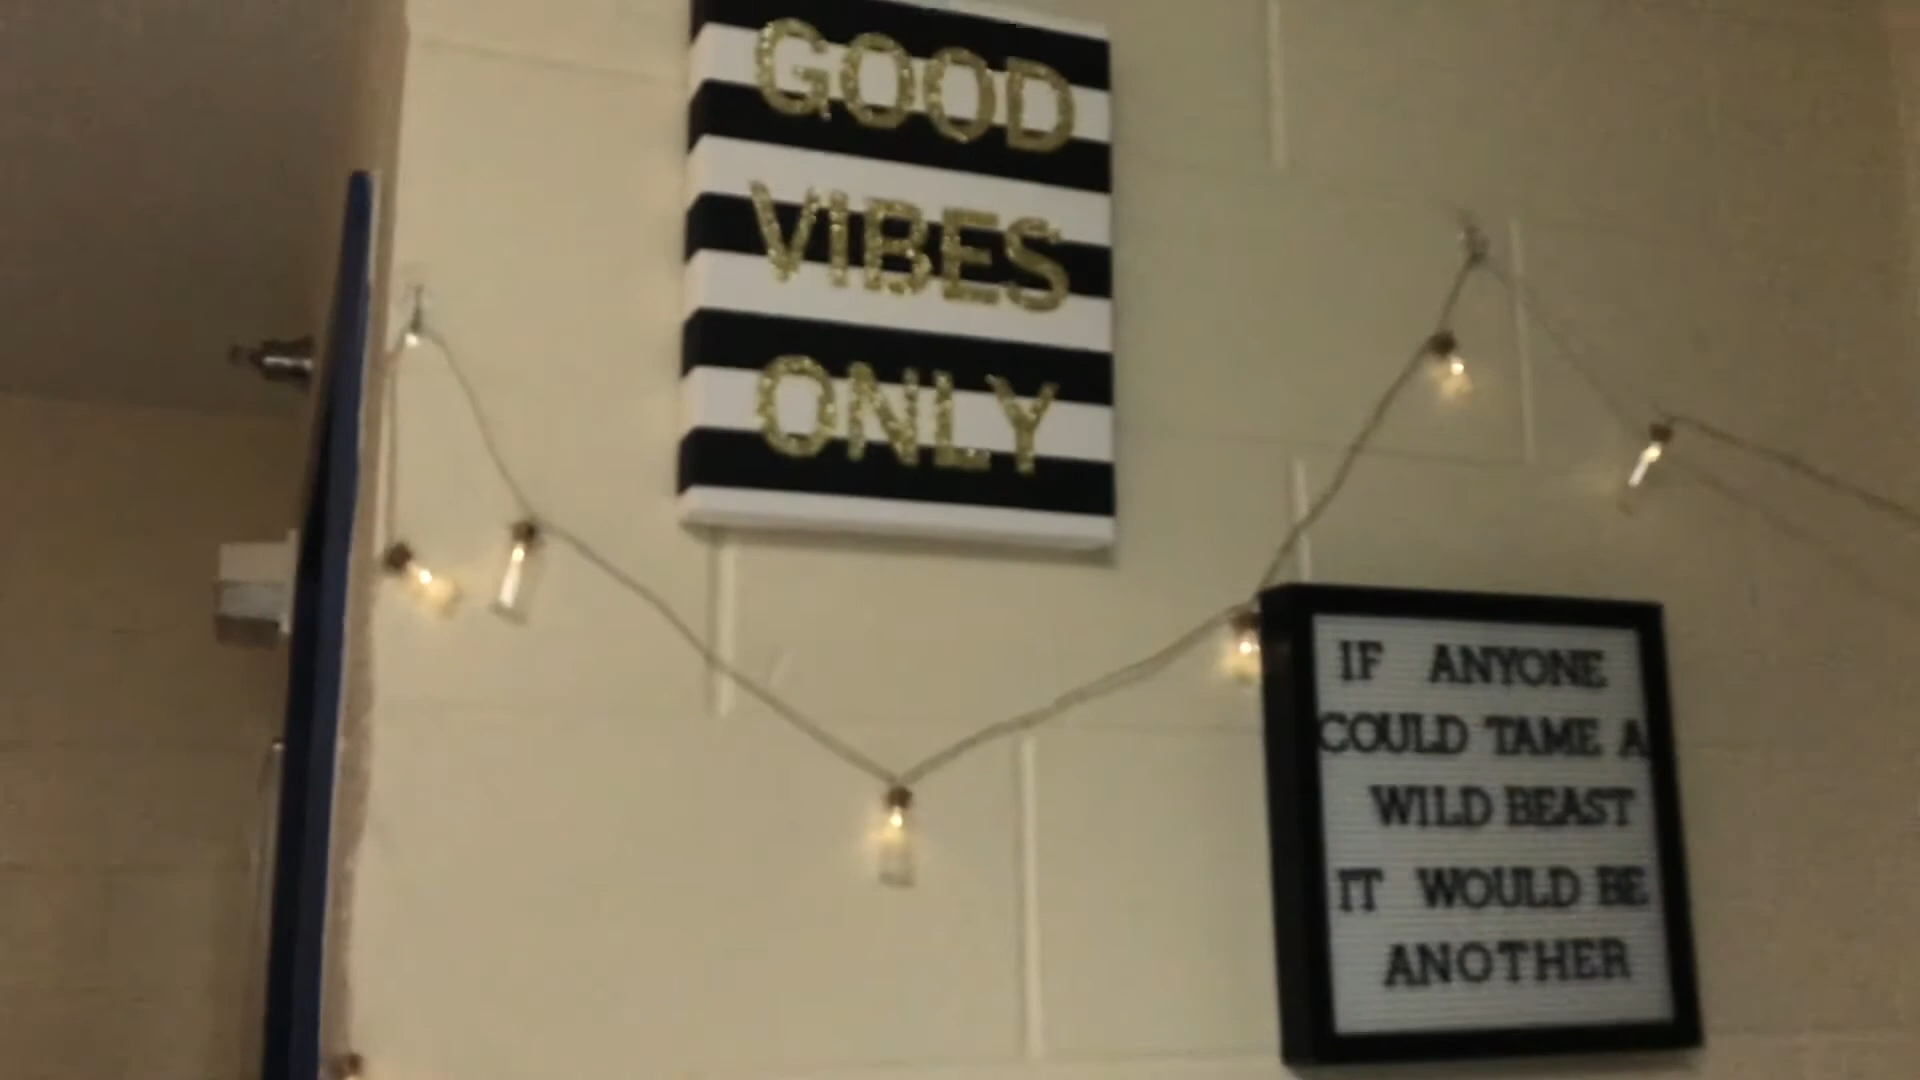 GOOD
VIBES
ONLY
IF ANYONE
COULD TAME A
WILD BEAST
IT WOULD BE
ANOTHER